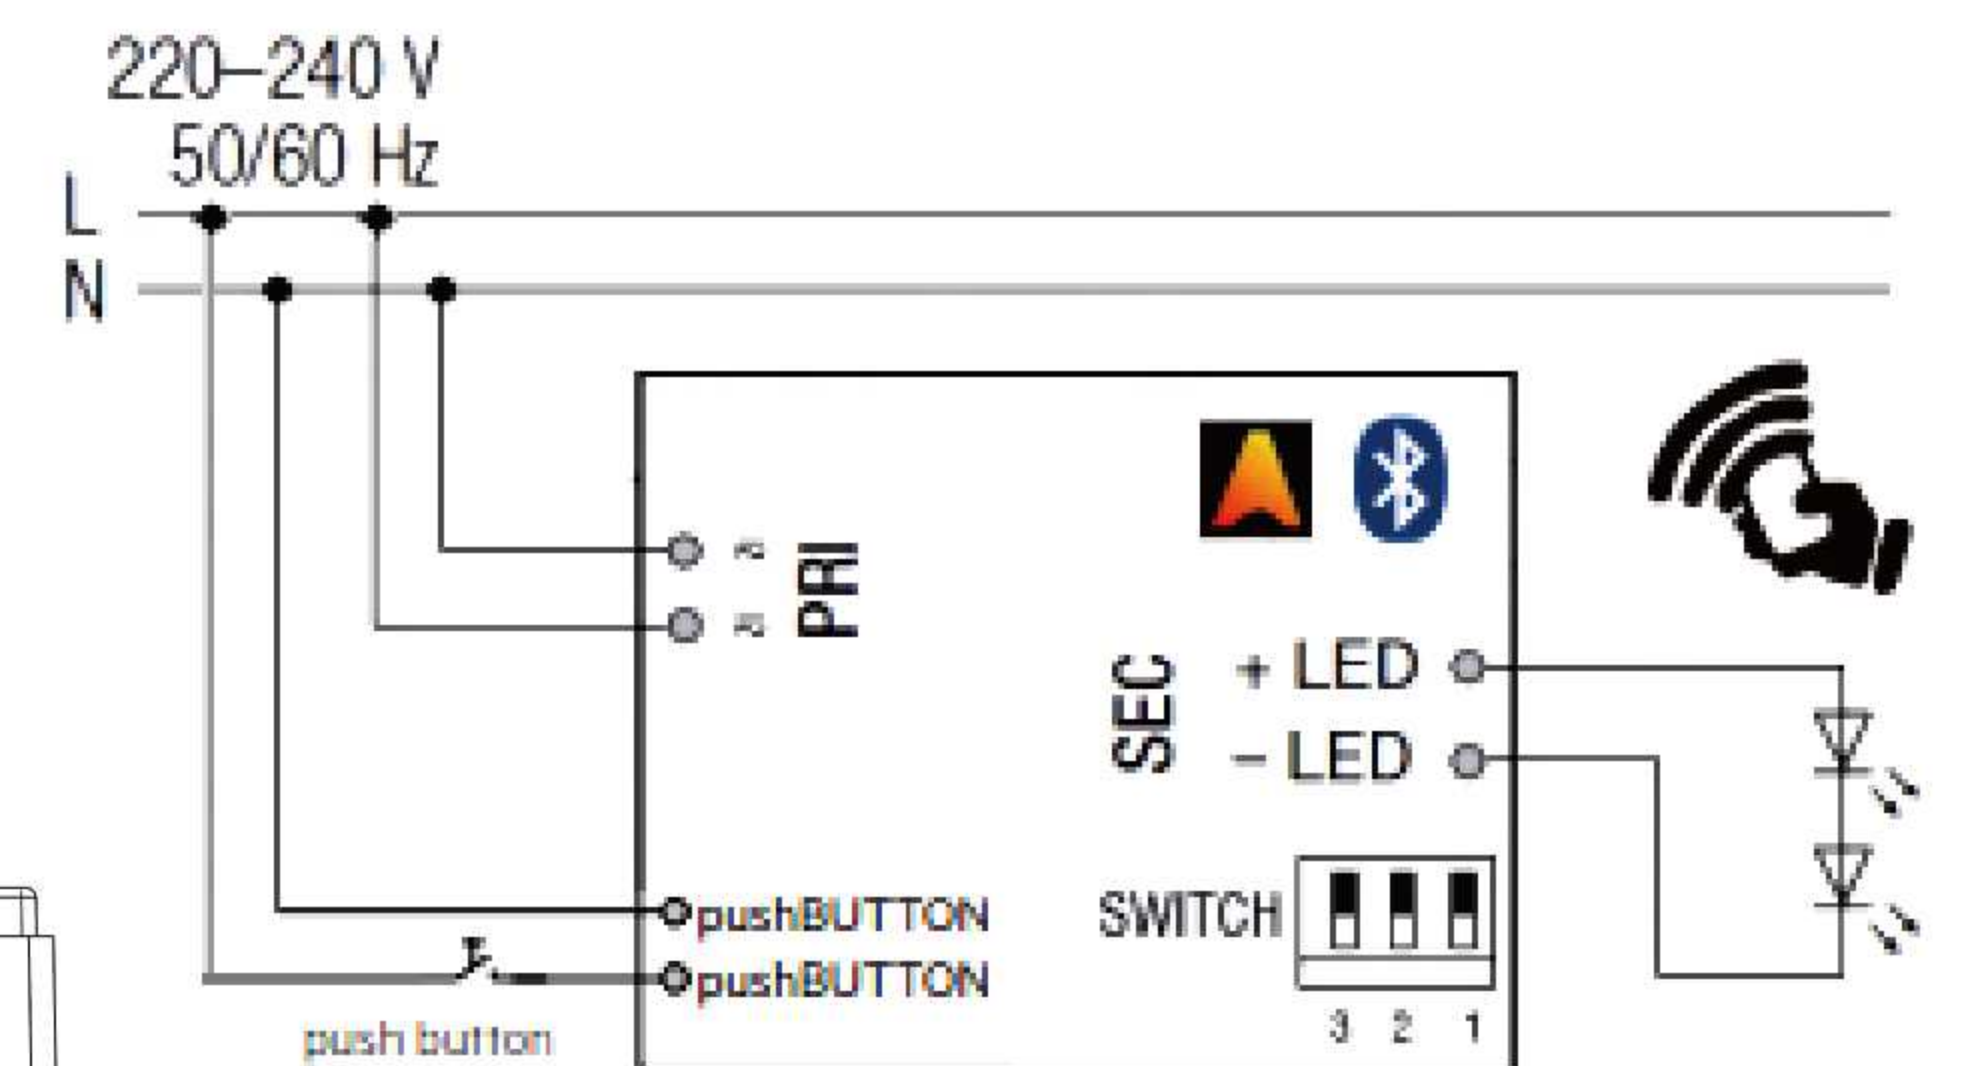 220–240 V
50/60 Hz
L
N
PRI
SEC
+ LED
– LED
pushBUTTON
SWITCH
pushBUTTON
push button
3 2 1